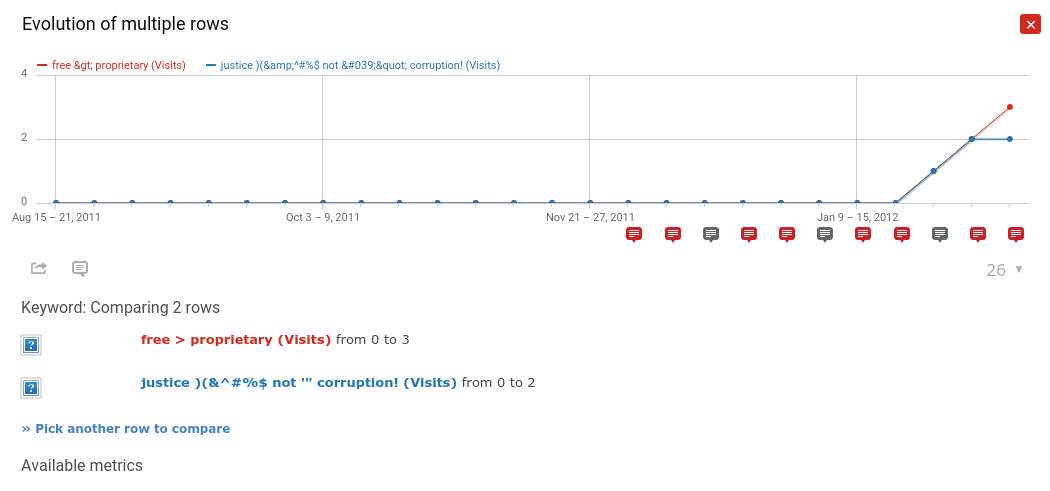 Evolution of multiple rows
free &gt; proprietary (Visits) justice )(&amp;^#%$ not &#039;&quot; corruption! (Visits)
4
2
0
Aug 15 – 21, 2011 Oct 3 – 9, 2011 Nov 21 – 27, 2011 Jan 9 – 15, 2012
26
Keyword: Comparing 2 rows
? free > proprietary (Visits) from 0 to 3
? justice )(&^#%$ not '" corruption! (Visits) from 0 to 2
» Pick another row to compare
Available metrics